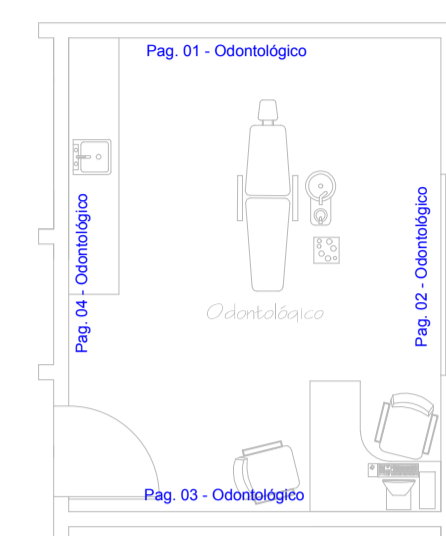 Pag. 01 - Odontológico
Pag. 02 - Odontológico
Pag. 04 - Odontológico
Odontológico
Pag. 03 - Odontológico